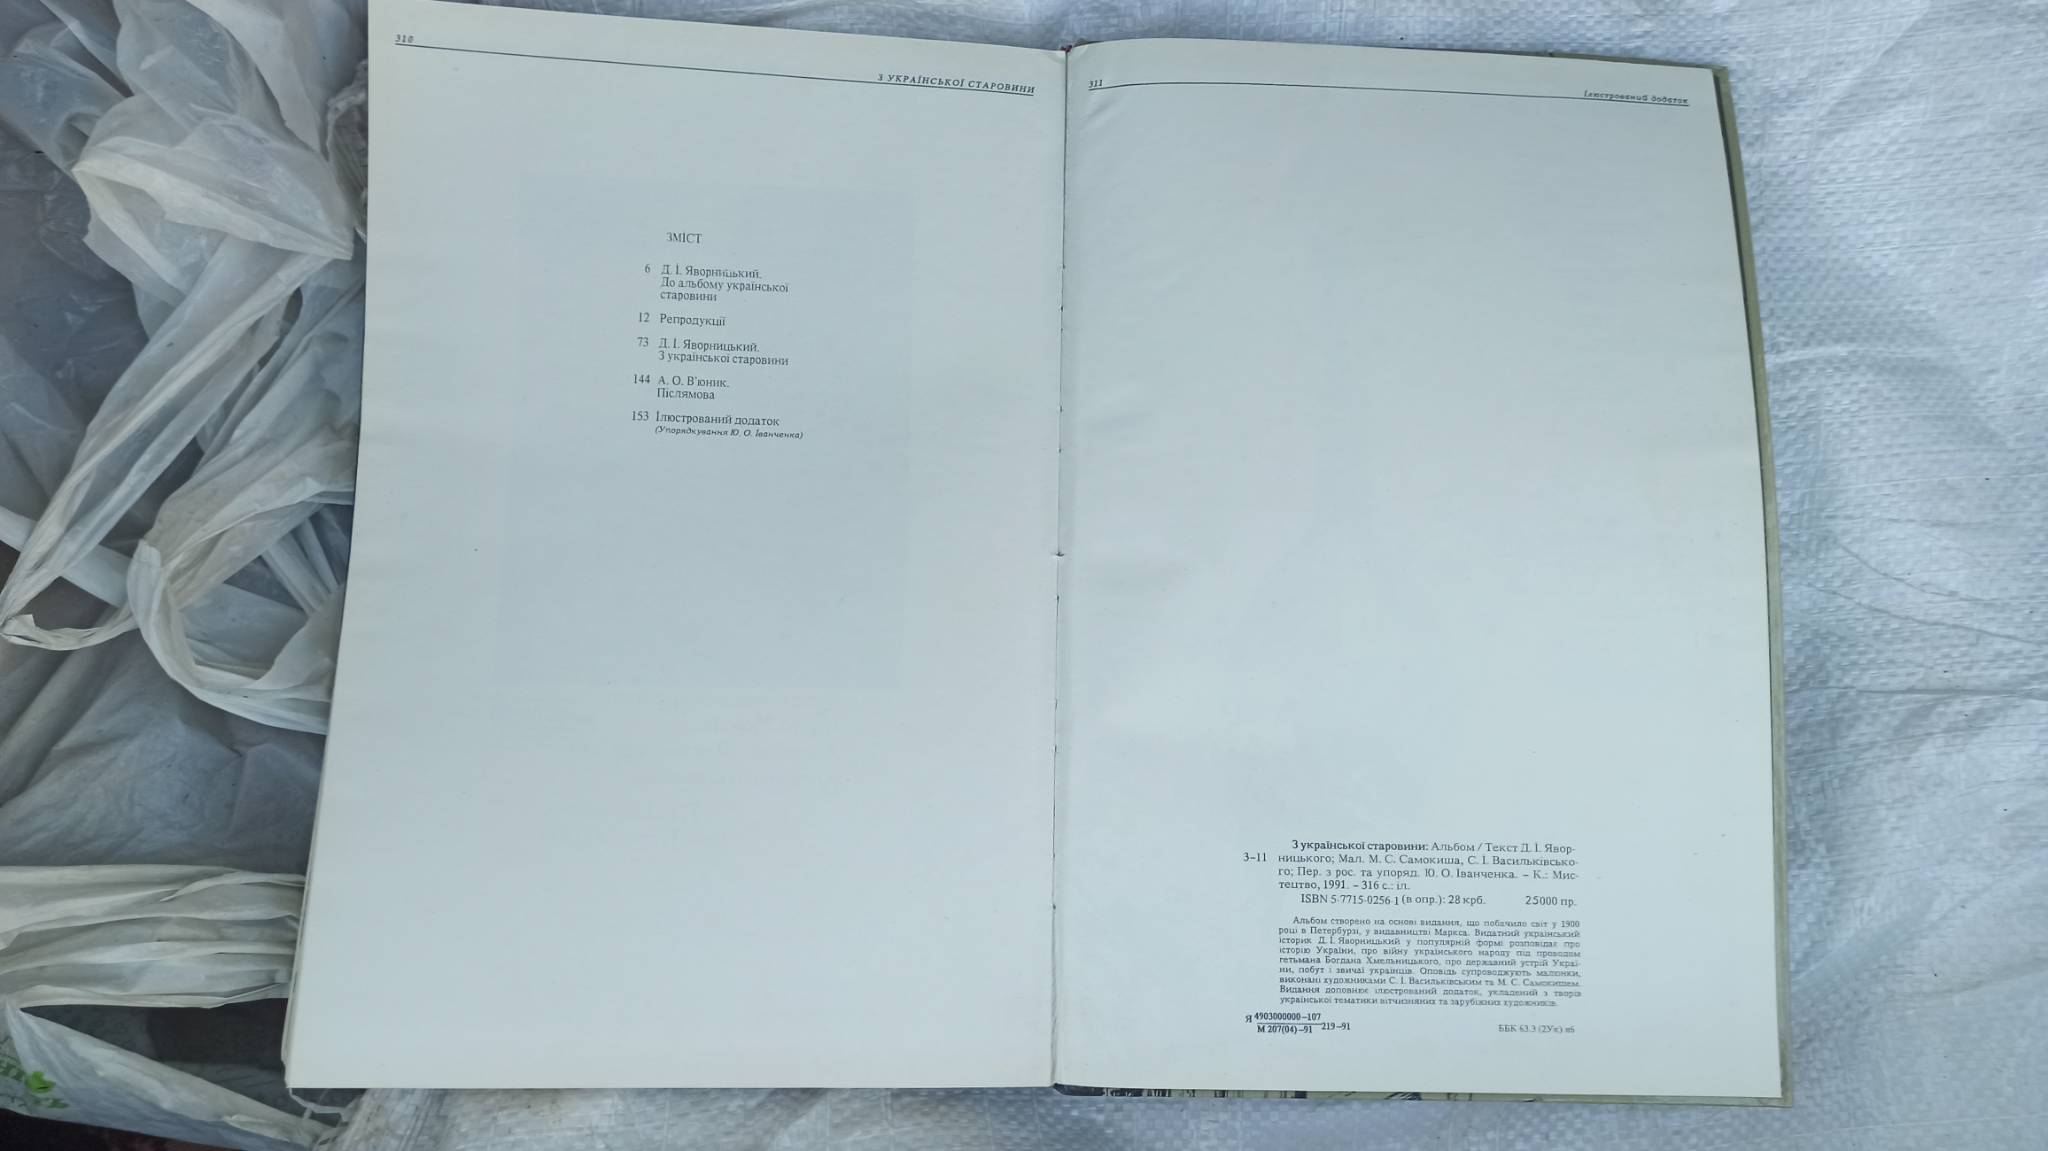 310
З УКРАЇНСЬКОЇ СТАРОВИНИ
ЗМІСТ
6 Д. І. Яворницький.
До альбому української
старовини
12 Репродукції
73 Д. І. Яворницький.
З української старовини
144 А. О. В'юник.
Післямова
153 Ілюстрований додаток
(Упорядкування Ю. О. Іванченка)
311
Ілюстрований додаток
З української старовини: Альбом / Текст Д. І. Явор-
З–11 ницького; Мал. М. С. Самокиша, С. І. Васильківсько-
го; Пер. з рос. та упоряд. Ю. О. Іванченка. – К.: Мис-
тецтво, 1991. – 316 с.: іл.
ISBN 5-7715-0256-1 (в опр.): 28 крб. 25000 пр.
Альбом створено на основі видання, що побачило світ у 1900
році в Петербурзі, у видавництві Маркса. Видатний український
історик Д. І. Яворницький у популярній формі розповідає про
історію України, про війну українського народу під проводом
гетьмана Богдана Хмельницького, про державний устрій Украї-
ни, побут і звичаї українців. Оповідь супроводжують малюнки,
виконані художниками С. І. Васильківським та М. С. Самокишем.
Видання доповнює ілюстрований додаток, укладений з творів
української тематики вітчизняних та зарубіжних художників.
Я 4903000000–107
М 207(04)–91 219–91
ББК 63.3 (2Ук) я6